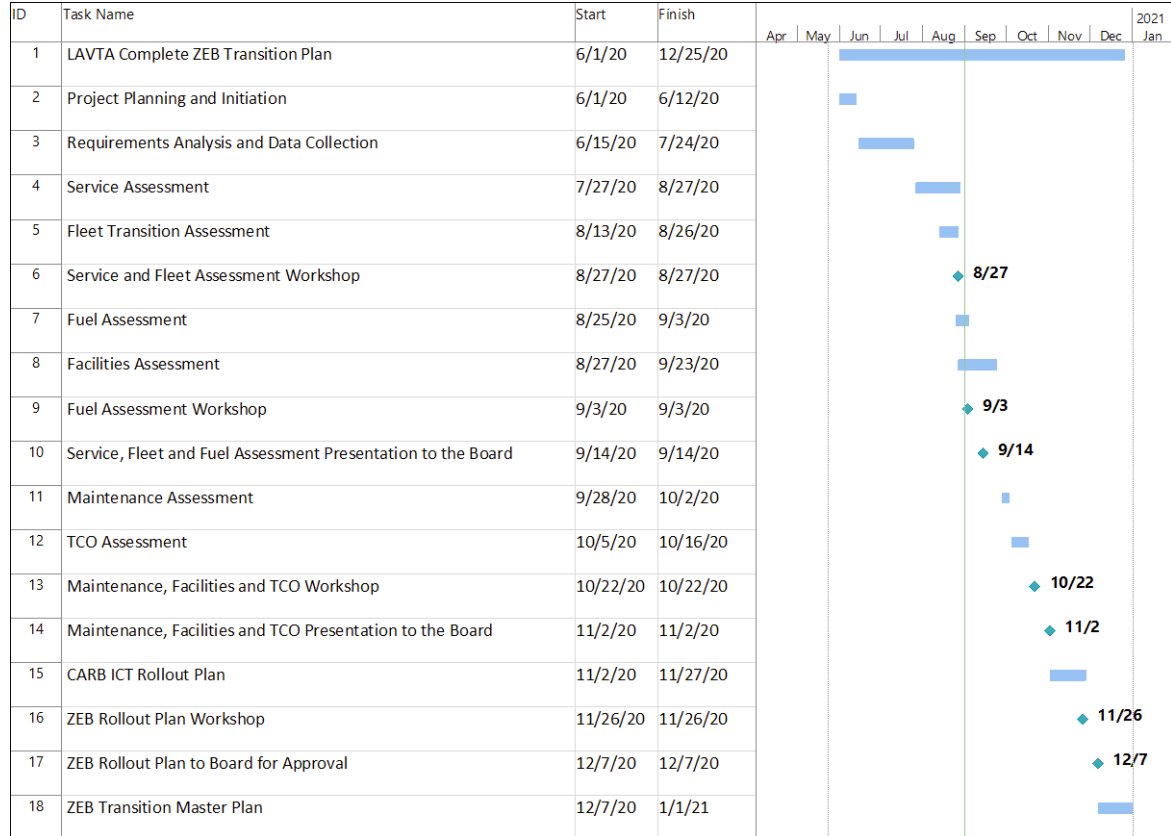 ID Task Name Start Finish 2021
Apr May Jun Jul Aug Sep Oct Nov Dec Jan
1 LAVTA Complete ZEB Transition Plan 6/1/20 12/25/20
2 Project Planning and Initiation 6/1/20 6/12/20
3 Requirements Analysis and Data Collection 6/15/20 7/24/20
4 Service Assessment 7/27/20 8/27/20
5 Fleet Transition Assessment 8/13/20 8/26/20
6 Service and Fleet Assessment Workshop 8/27/20 8/27/20 8/27
7 Fuel Assessment 8/25/20 9/3/20
8 Facilities Assessment 8/27/20 9/23/20
9 Fuel Assessment Workshop 9/3/20 9/3/20 9/3
10 Service, Fleet and Fuel Assessment Presentation to the Board 9/14/20 9/14/20 9/14
11 Maintenance Assessment 9/28/20 10/2/20
12 TCO Assessment 10/5/20 10/16/20
13 Maintenance, Facilities and TCO Workshop 10/22/20 10/22/20 10/22
14 Maintenance, Facilities and TCO Presentation to the Board 11/2/20 11/2/20 11/2
15 CARB ICT Rollout Plan 11/2/20 11/27/20
16 ZEB Rollout Plan Workshop 11/26/20 11/26/20 11/26
17 ZEB Rollout Plan to Board for Approval 12/7/20 12/7/20 12/7
18 ZEB Transition Master Plan 12/7/20 1/1/21